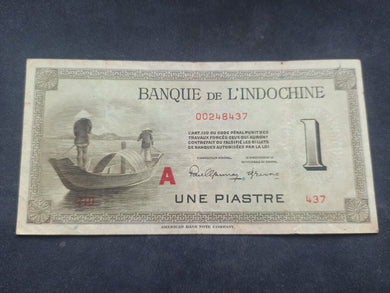 BANQUE DE L'INDOCHINE
00248437
L'ART.139 DU CODE PÉNAL PUNIT DES
TRAVAUX FORCÉS CEUX QUI AURONT
CONTREFAIT OU FALSIFIÉ LES BILLETS
DE BANQUES AUTORISÉES PAR LA LOI
1
A
437
UNE PIASTRE
437
AMERICAN BANK NOTE COMPANY.